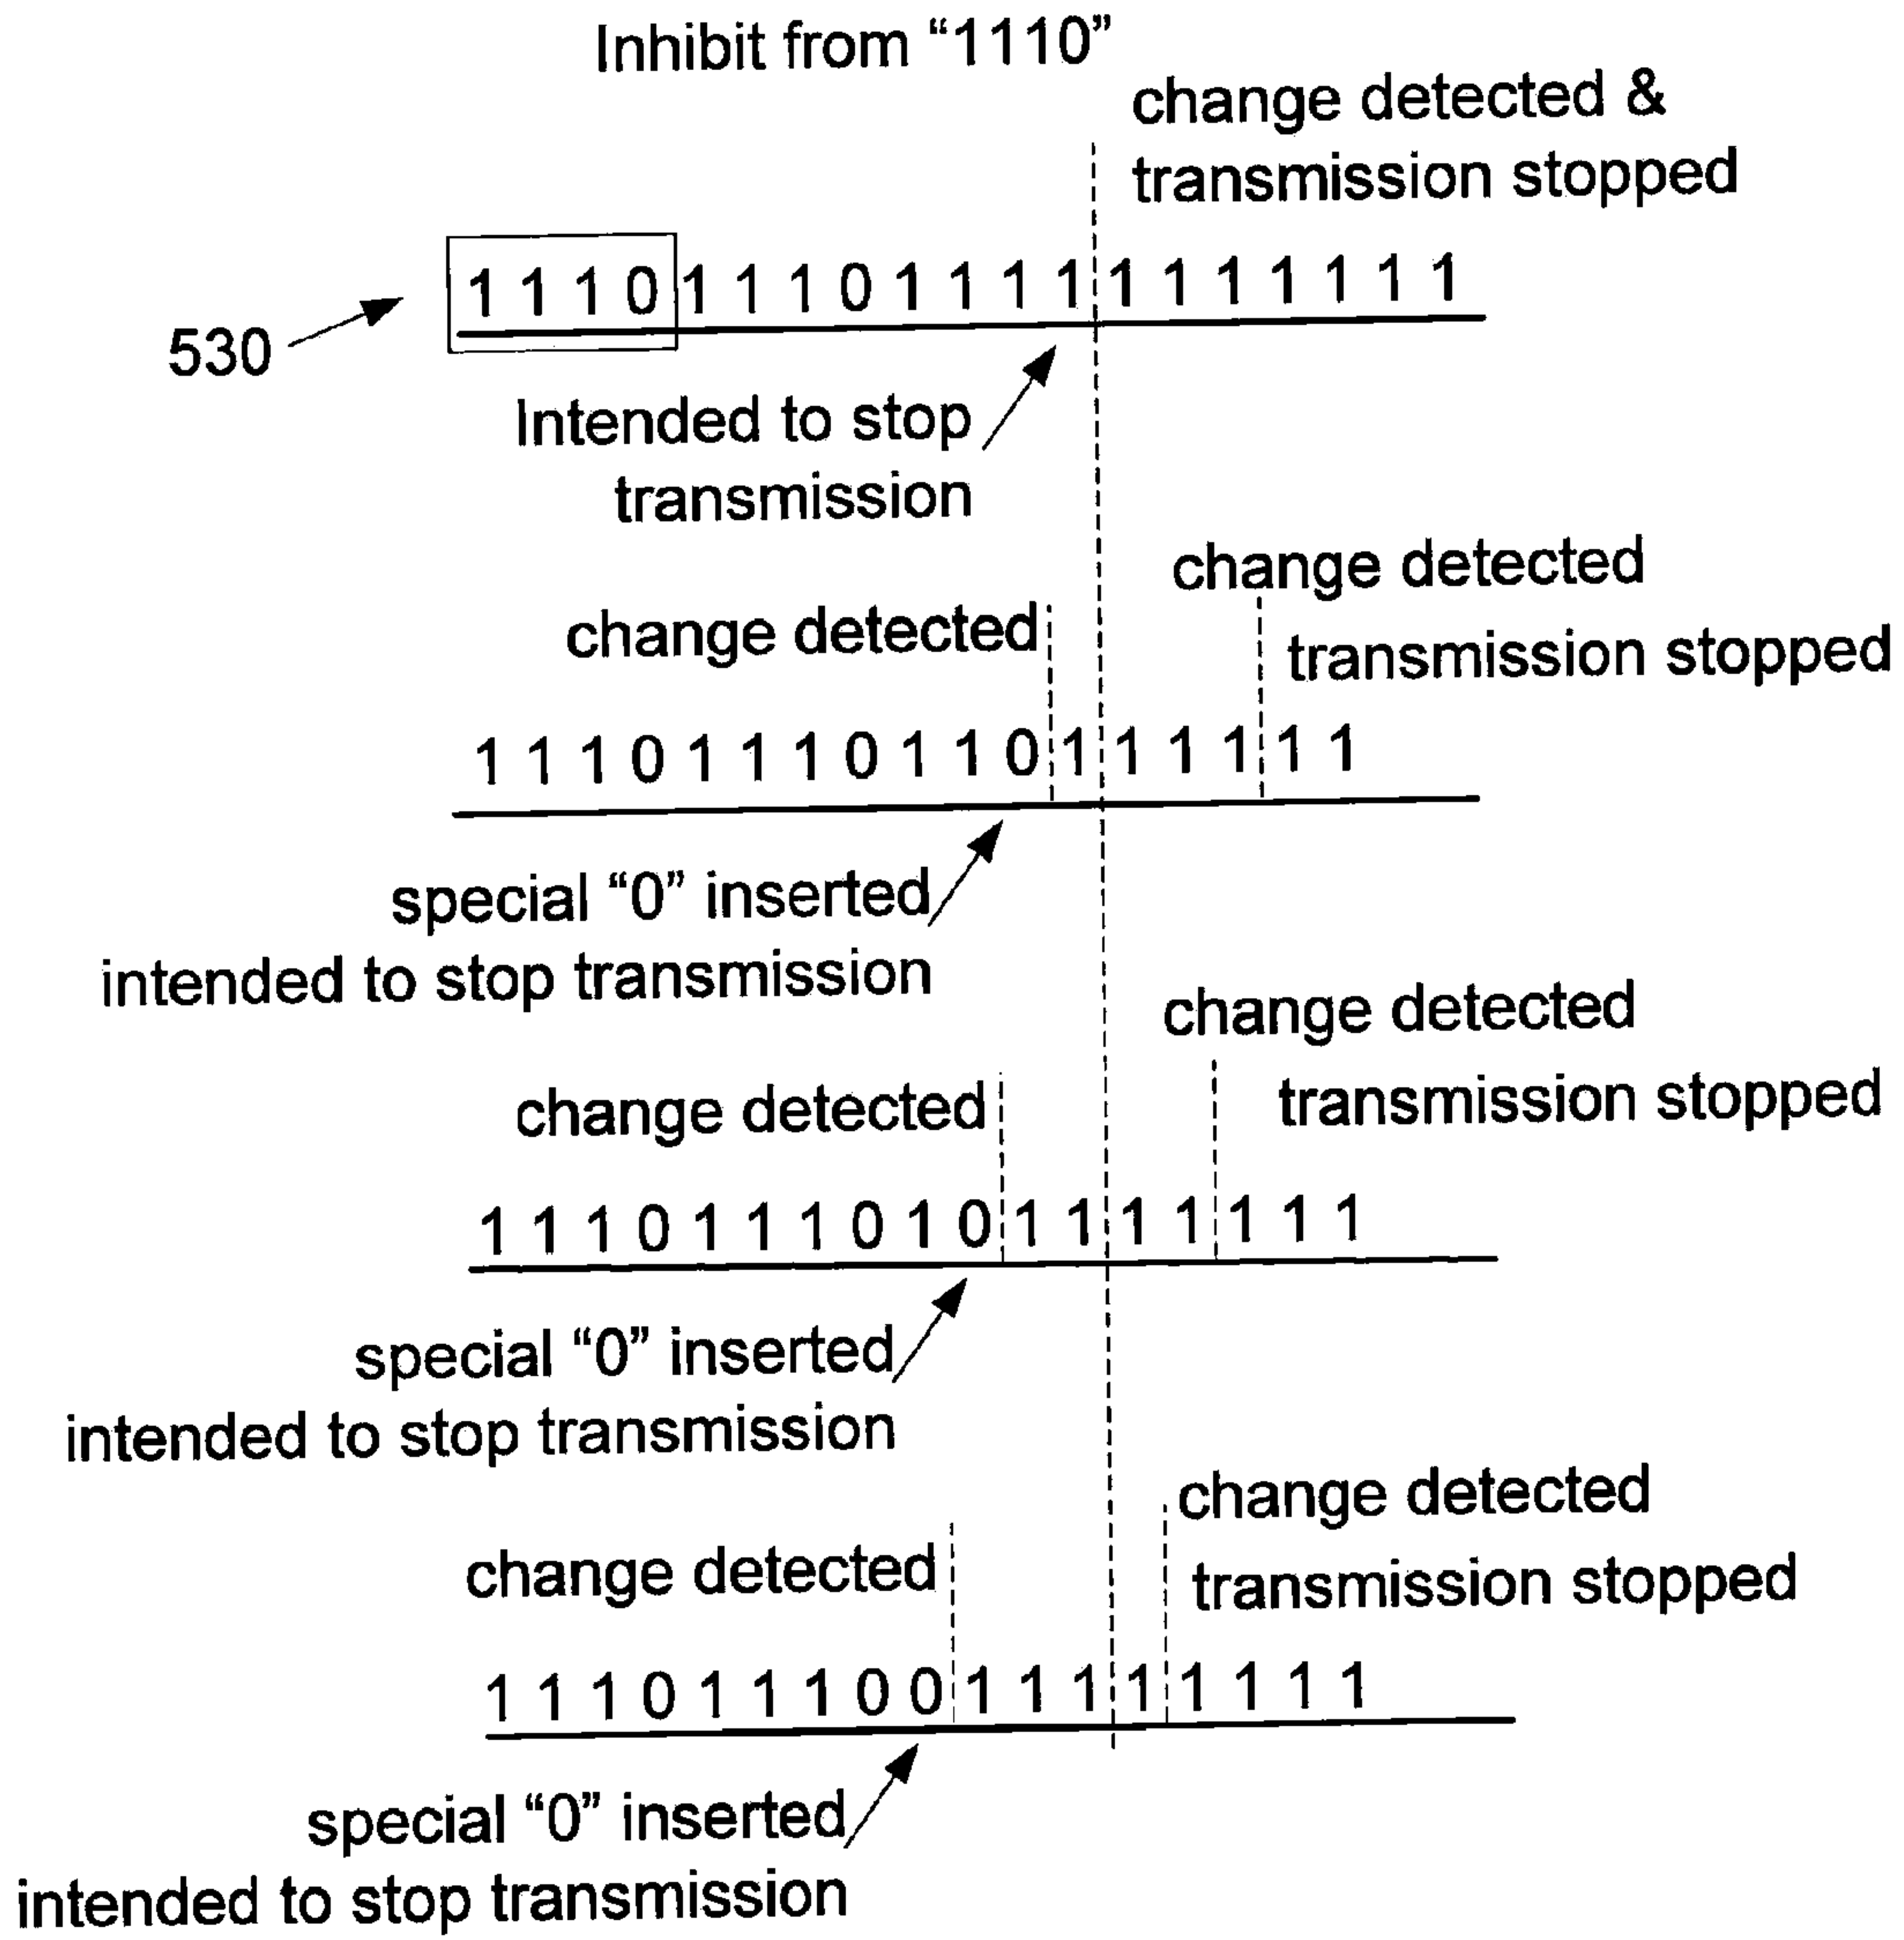 Inhibit from “1110”
change detected &
transmission stopped
1 1 1 0 1 1 1 0 1 1 1 1 1 1 1 1 1 1 1
530
Intended to stop
transmission
change detected
change detected
transmission stopped
1 1 1 0 1 1 1 0 1 1 0 1 1 1 1 1 1
special “0” inserted
intended to stop transmission
change detected
change detected
transmission stopped
1 1 1 0 1 1 1 0 1 0 1 1 1 1 1 1 1
special “0” inserted
intended to stop transmission
change detected
change detected
transmission stopped
1 1 1 0 1 1 1 0 0 1 1 1 1 1 1 1 1
special “0” inserted
intended to stop transmission